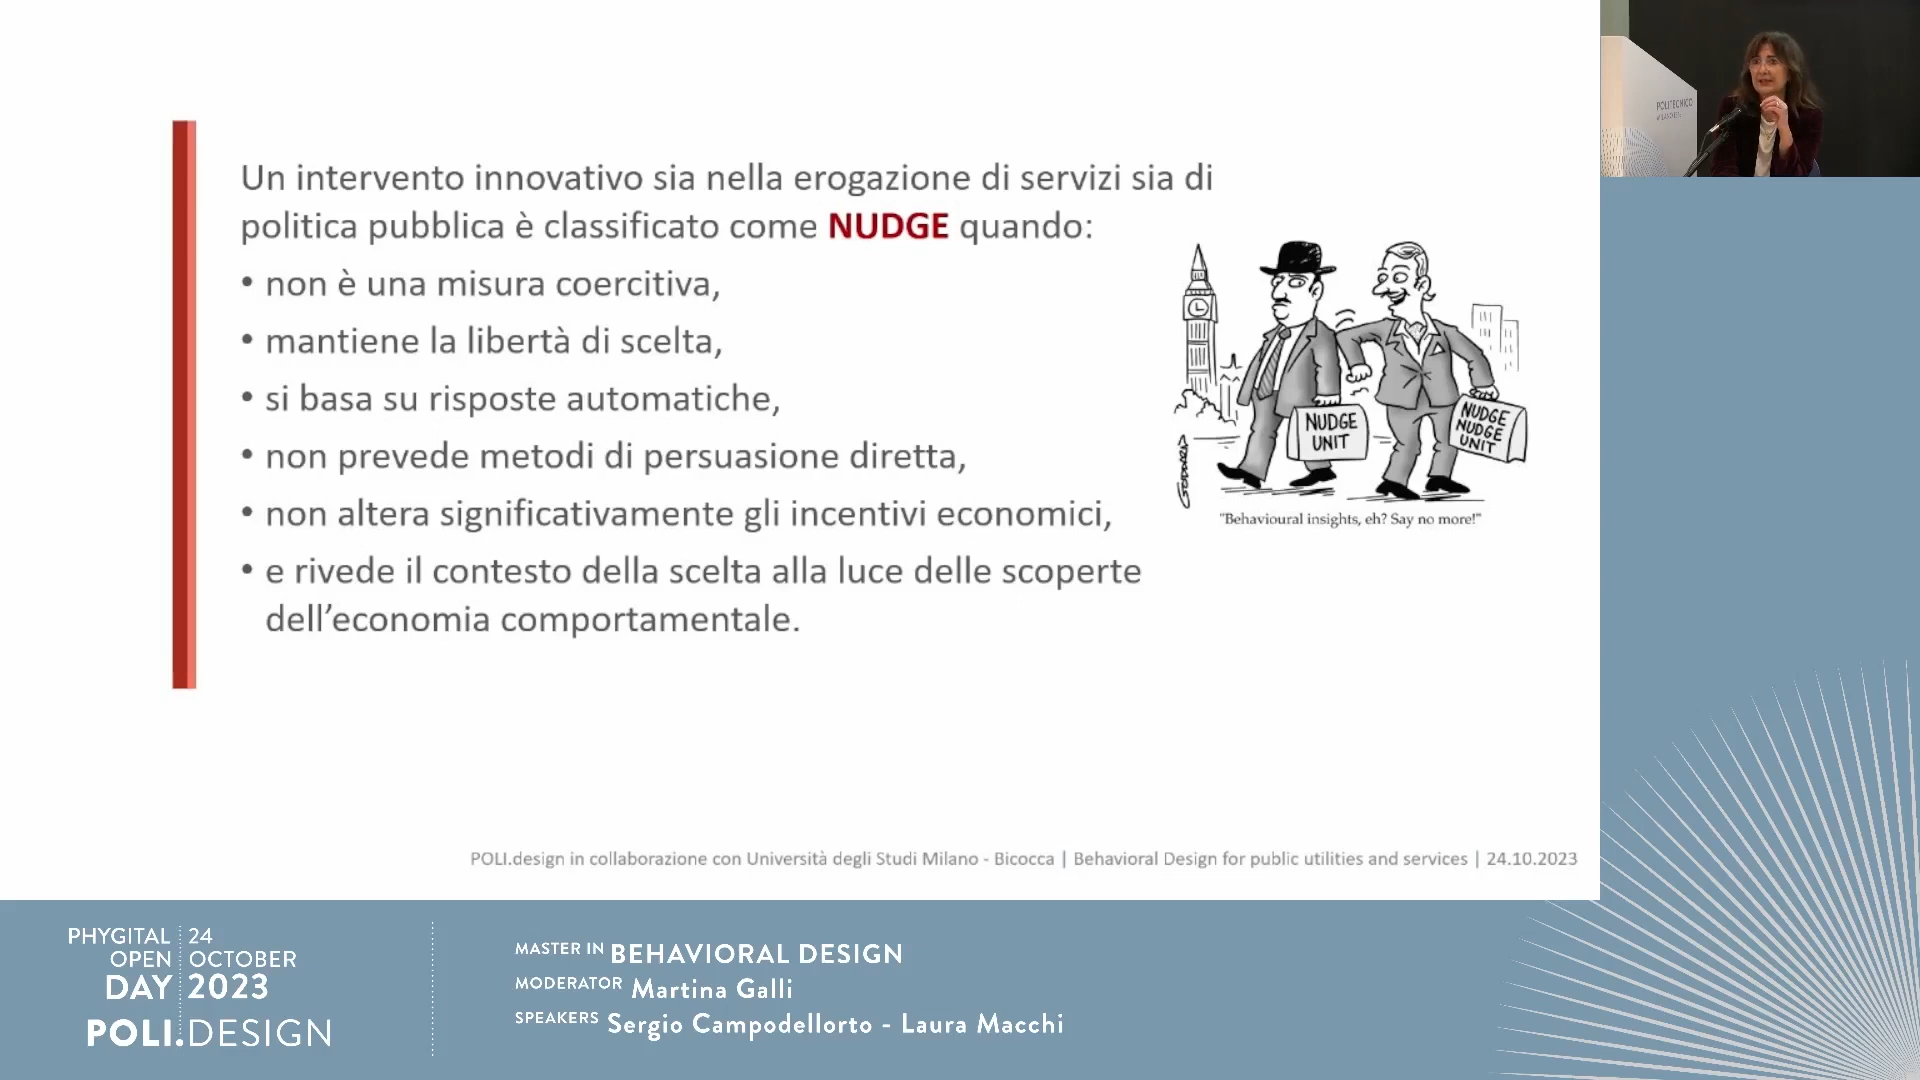 Un intervento innovativo sia nella erogazione di servizi sia di
politica pubblica è classificato come NUDGE quando:
• non è una misura coercitiva,
• mantiene la libertà di scelta,
• si basa su risposte automatiche,
• non prevede metodi di persuasione diretta,
• non altera significativamente gli incentivi economici,
• e rivede il contesto della scelta alla luce delle scoperte
dell’economia comportamentale.
NUDGE
UNIT
NUDGE
NUDGE
UNIT
GODDARD
"Behavioural insights, eh? Say no more!"
POLITECNICO
POLI.design in collaborazione con Università degli Studi Milano - Bicocca | Behavioral Design for public utilities and services | 24.10.2023
PHYGITAL 24
OPEN OCTOBER
DAY 2023
POLI.DESIGN
MASTER IN BEHAVIORAL DESIGN
MODERATOR Martina Galli
SPEAKERS Sergio Campodellorto - Laura Macchi